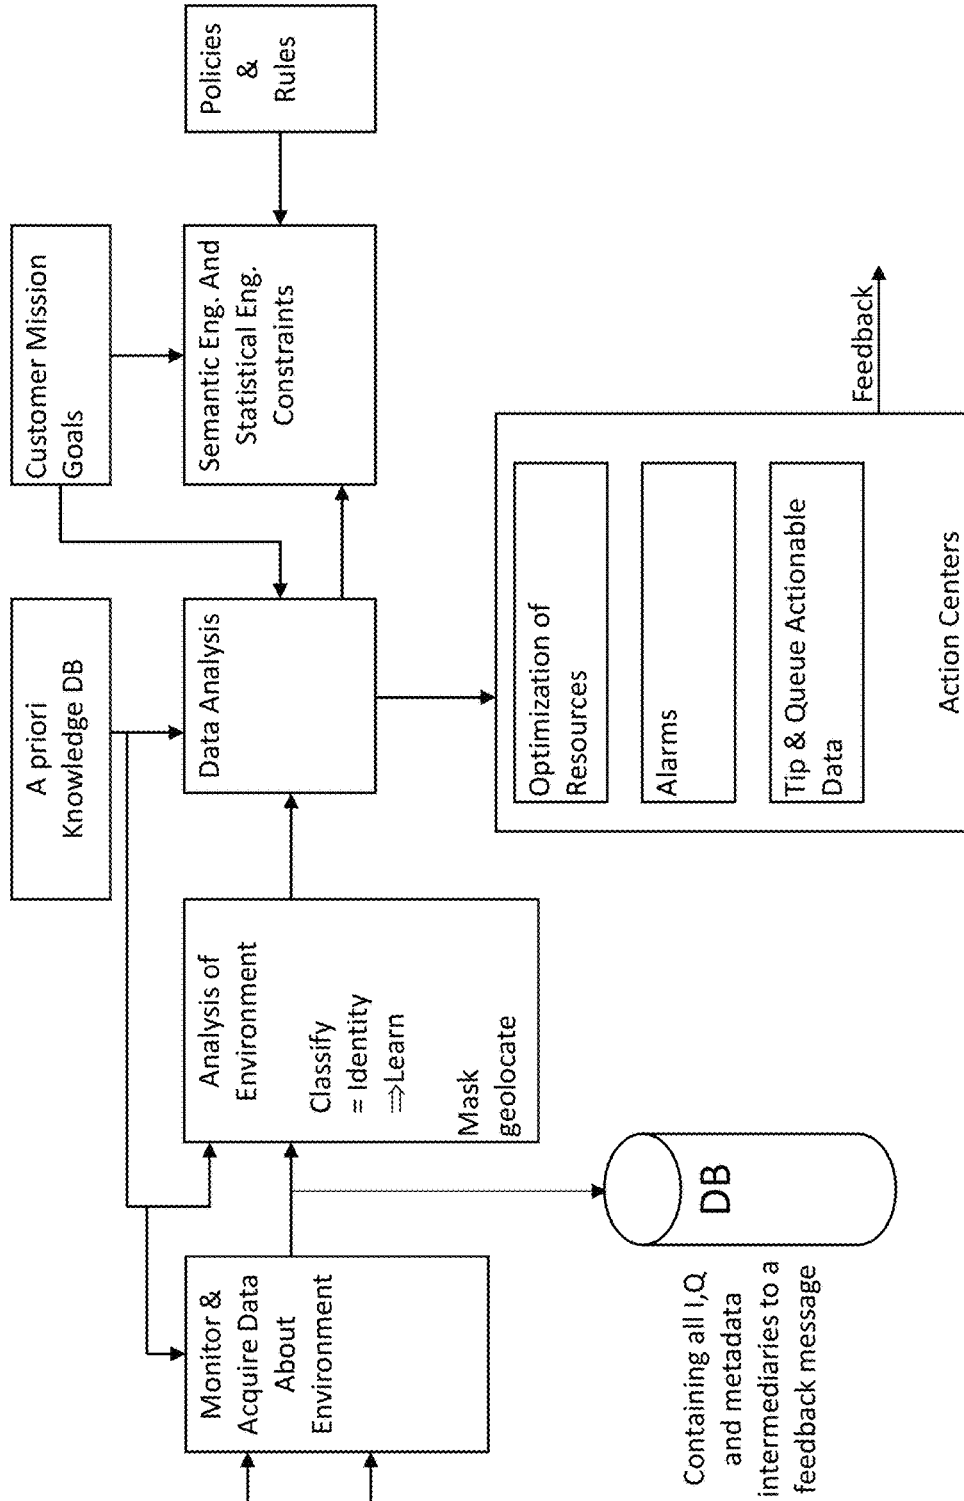 A priori
Knowledge DB
Customer Mission
Goals
Monitor &
Acquire Data
About
Environment
Analysis of
Environment
Classify
= Identity
⇒Learn
Mask
geolocate
Data Analysis
Semantic Eng. And
Statistical Eng.
Constraints
Policies
&
Rules
DB
Containing all I,Q
and metadata
intermediaries to a
feedback message
Optimization of
Resources
Alarms
Tip & Queue Actionable
Data
Action Centers
Feedback